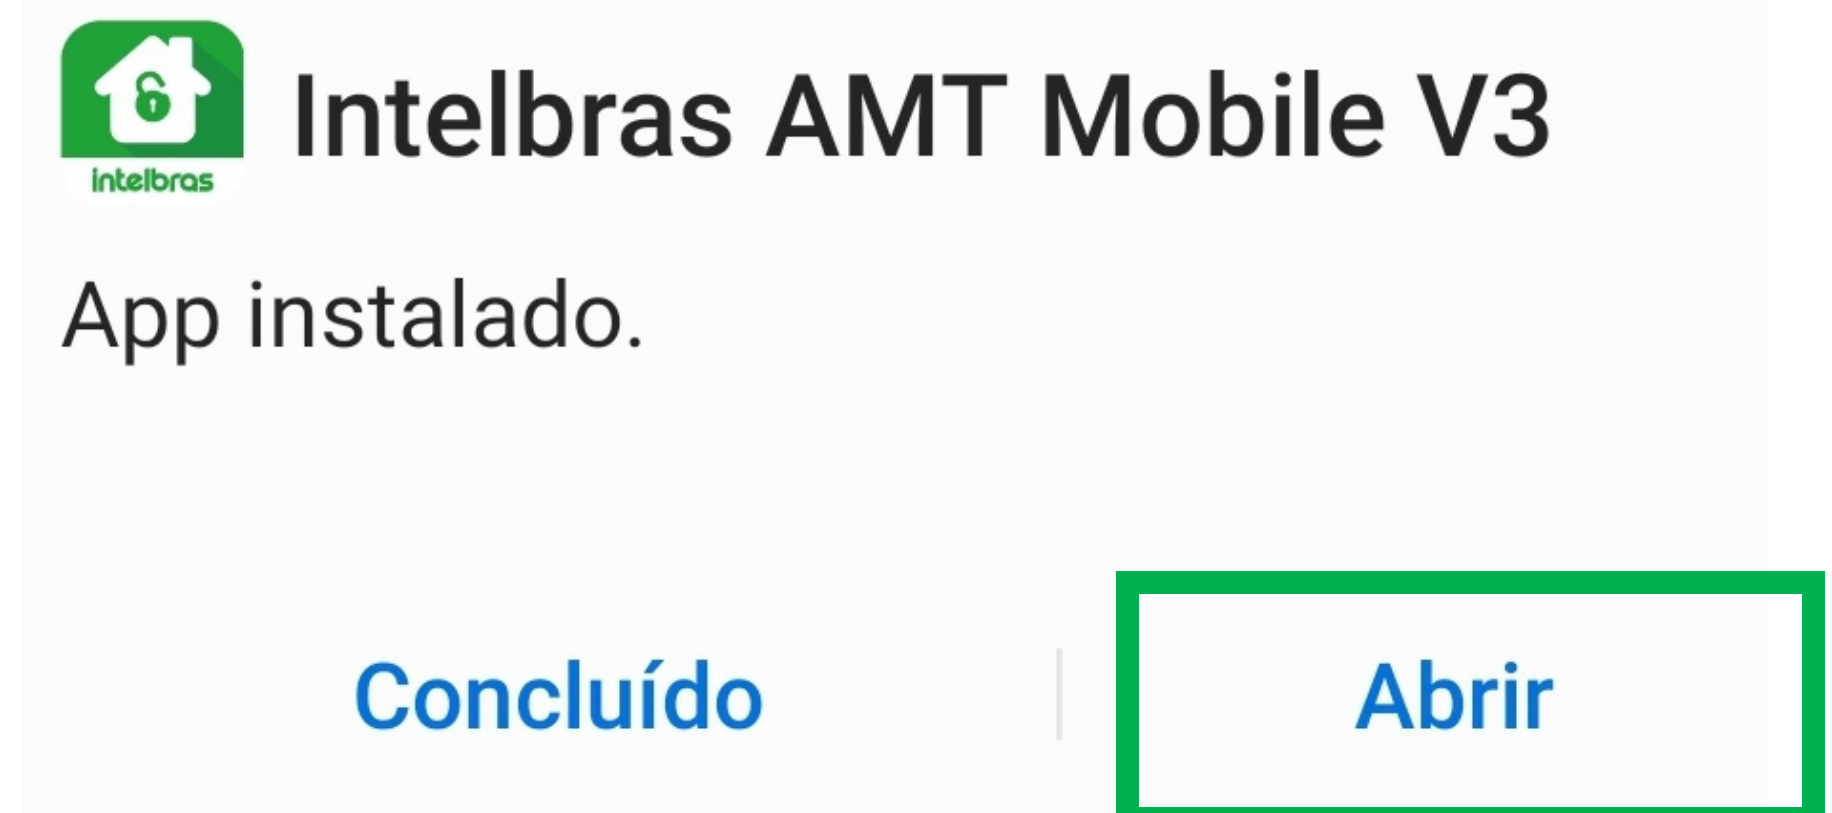 Intelbras AMT Mobile V3
intelbras
App instalado.
Concluído
Abrir